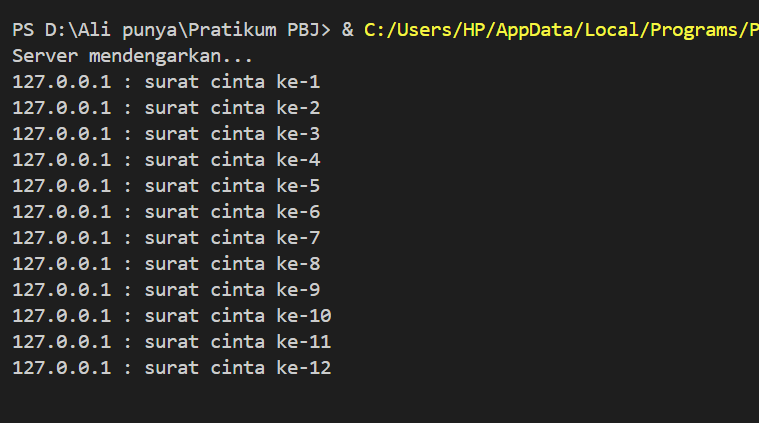 PS D:\Ali punya\Pratikum PBJ> & C:/Users/HP/AppData/Local/Programs/P
Server mendengarkan...
127.0.0.1 : surat cinta ke-1
127.0.0.1 : surat cinta ke-2
127.0.0.1 : surat cinta ke-3
127.0.0.1 : surat cinta ke-4
127.0.0.1 : surat cinta ke-5
127.0.0.1 : surat cinta ke-6
127.0.0.1 : surat cinta ke-7
127.0.0.1 : surat cinta ke-8
127.0.0.1 : surat cinta ke-9
127.0.0.1 : surat cinta ke-10
127.0.0.1 : surat cinta ke-11
127.0.0.1 : surat cinta ke-12